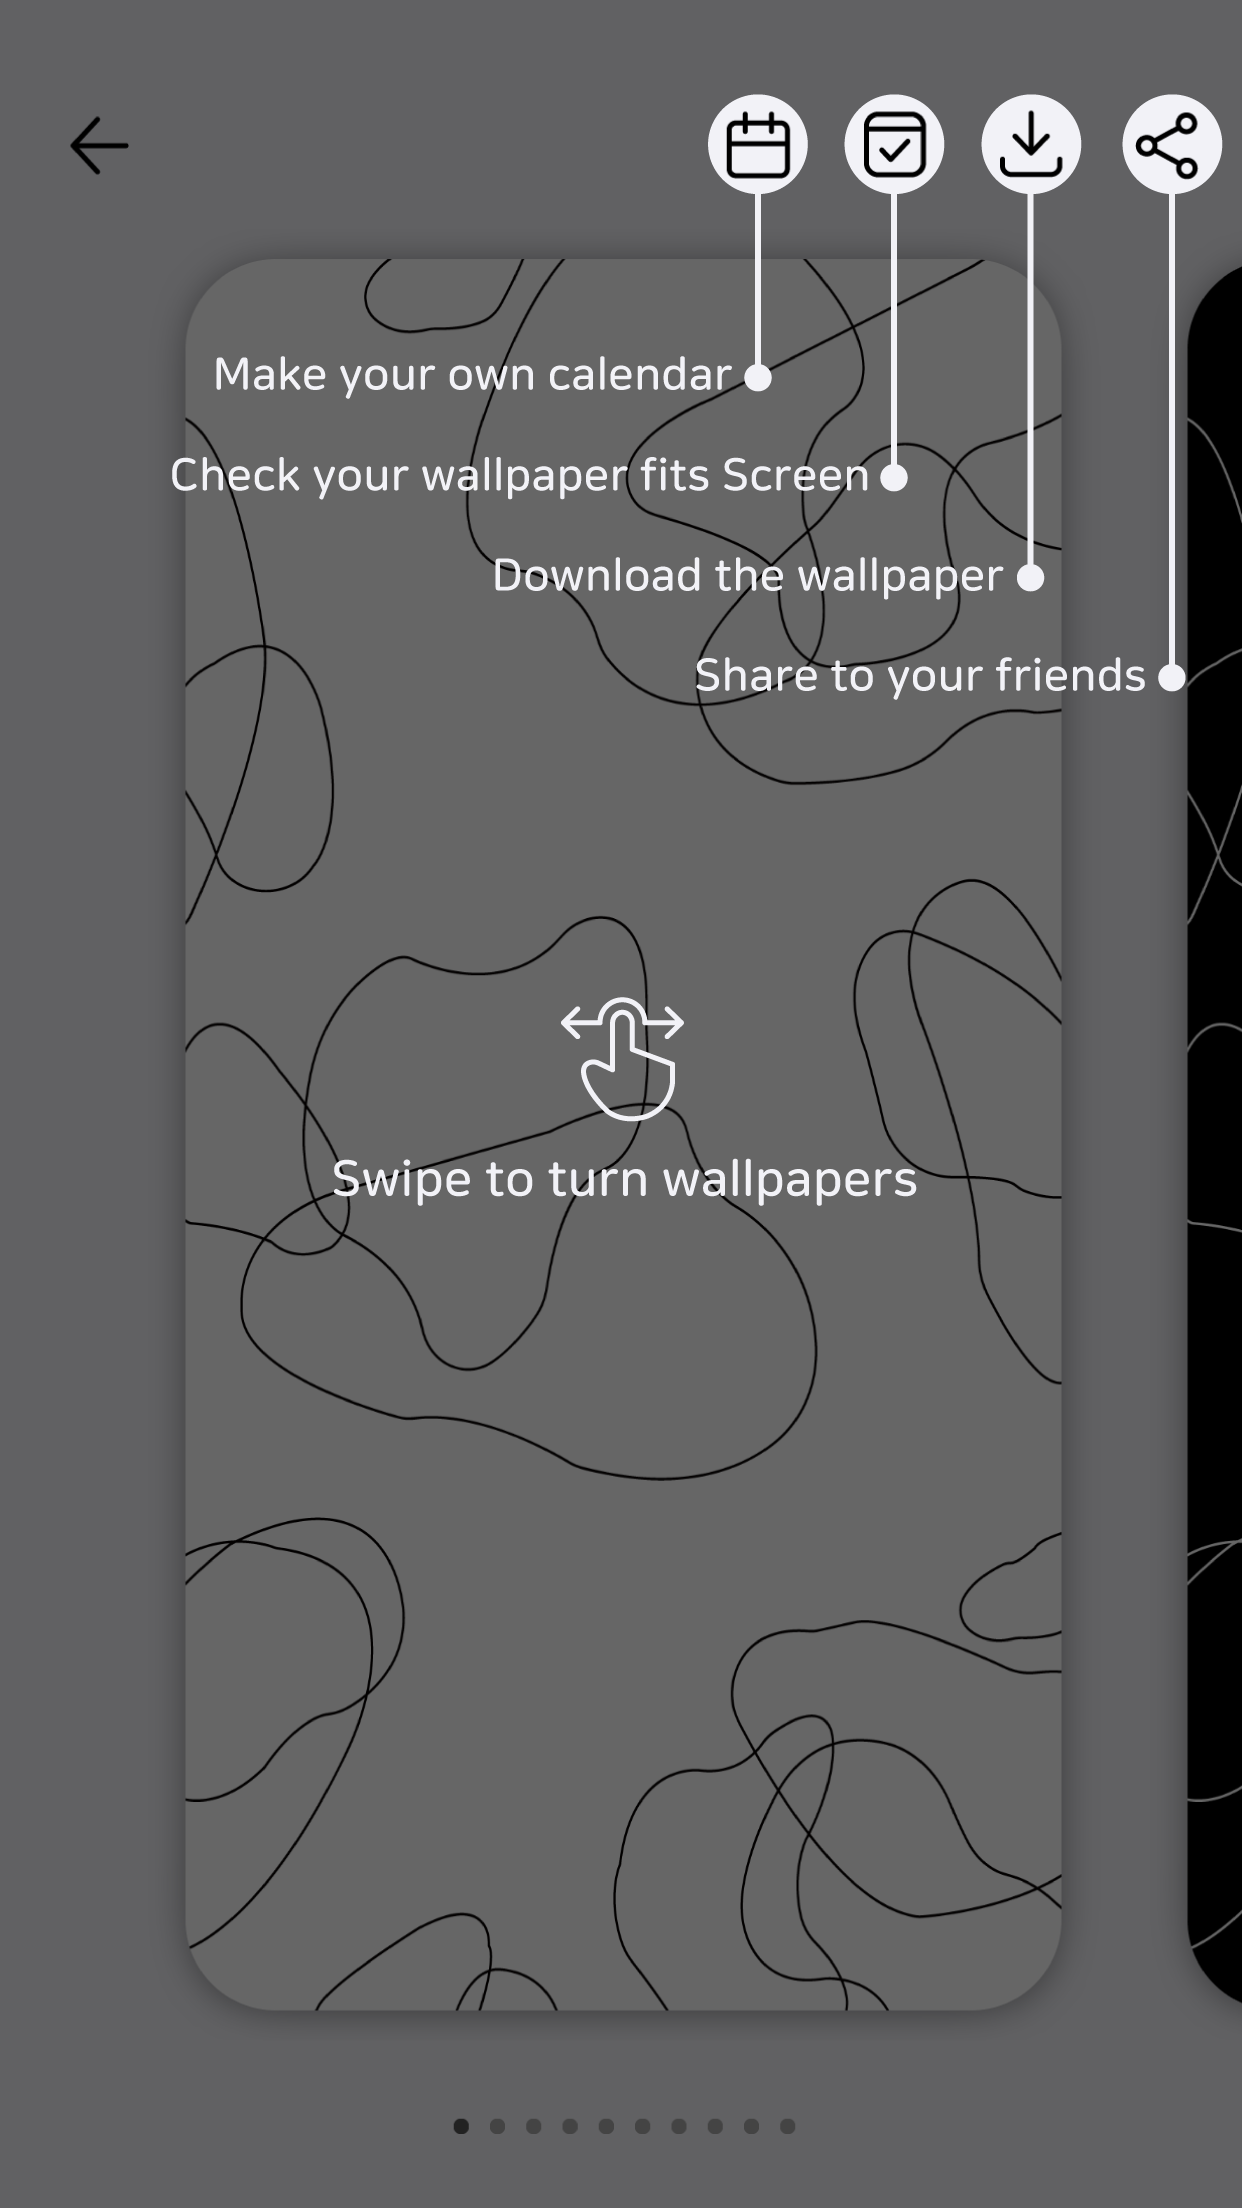 Make your own calendar
Check your wallpaper fits Screen
Download the wallpaper
Share to your friends
Swipe to turn wallpapers